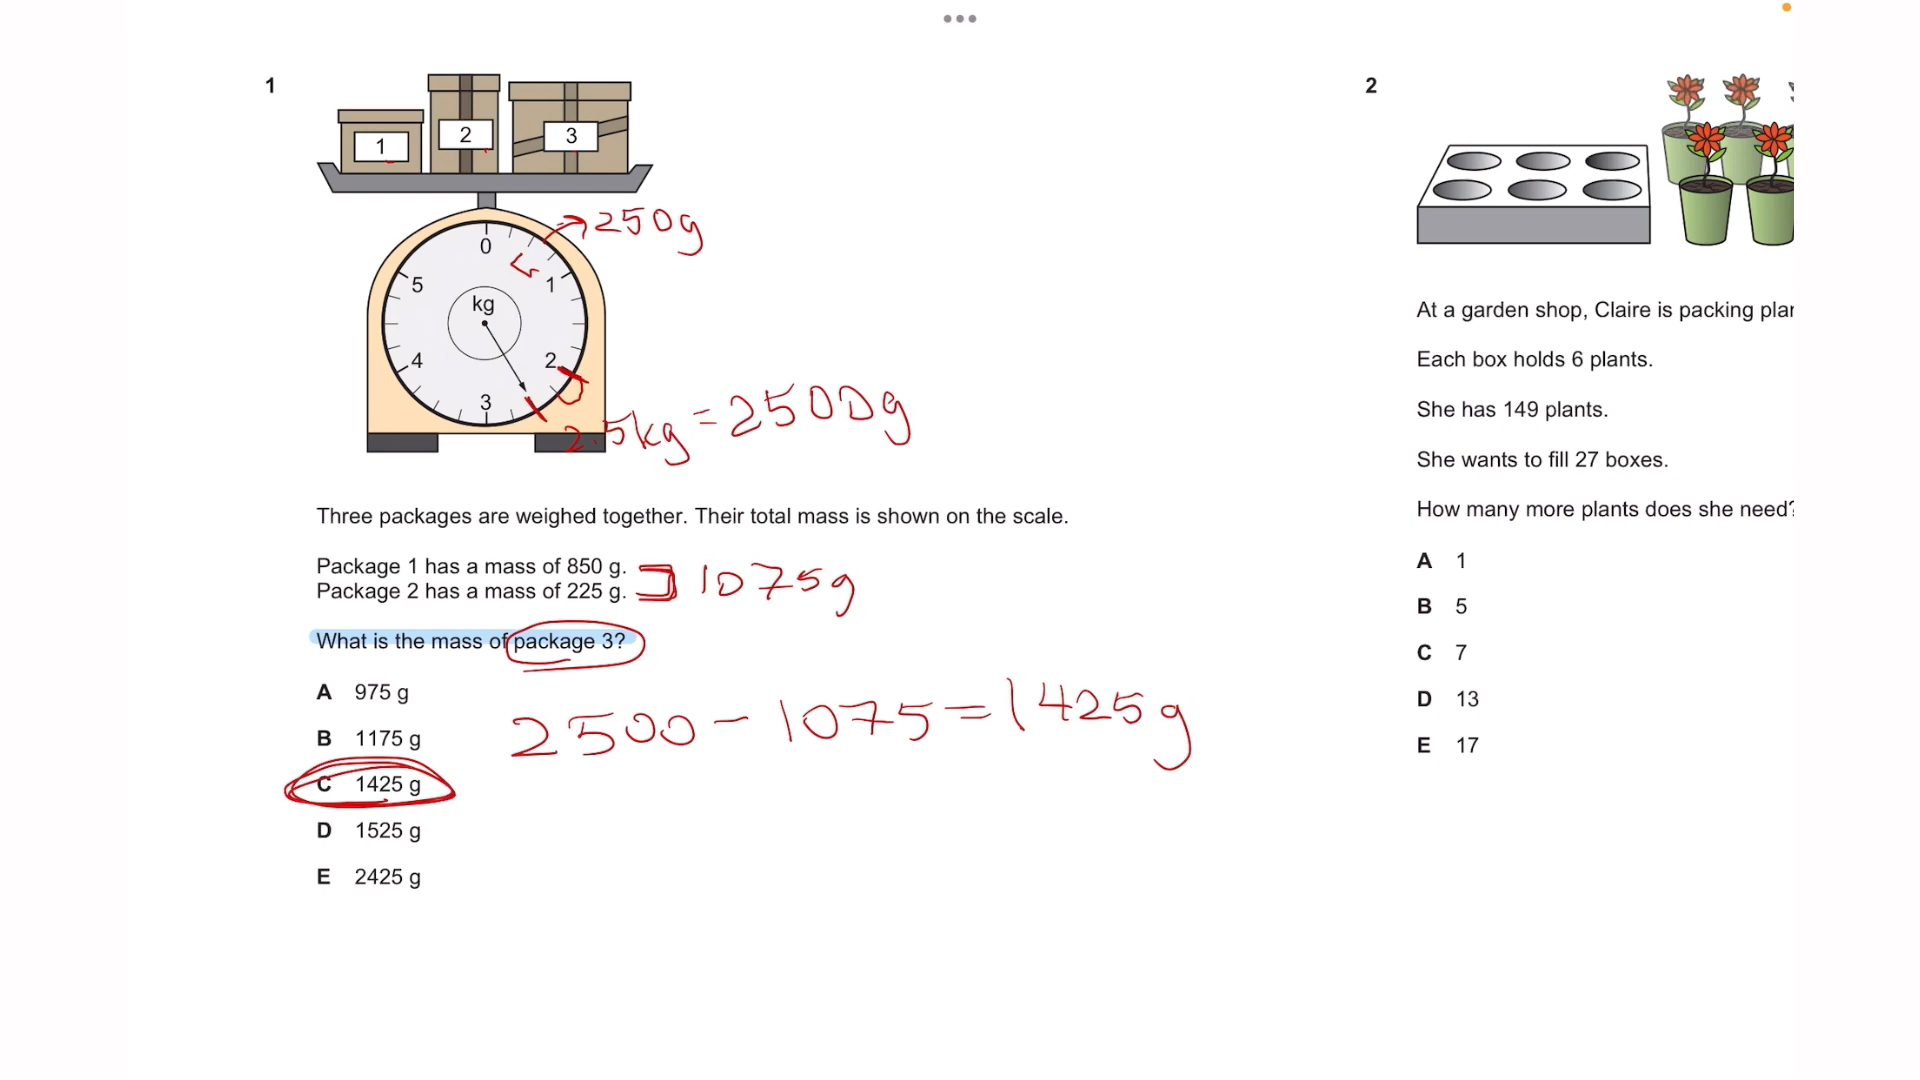 1
1
2
3
0
1
2
3
4
5
kg
250g
2.5kg = 2500g
Three packages are weighed together. Their total mass is shown on the scale.
Package 1 has a mass of 850 g.
Package 2 has a mass of 225 g.
1075g
What is the mass of package 3?
A 975 g
B 1175 g
C 1425 g
D 1525 g
E 2425 g
2500 - 1075 = 1425g
2
At a garden shop, Claire is packing plan
Each box holds 6 plants.
She has 149 plants.
She wants to fill 27 boxes.
How many more plants does she need?
A 1
B 5
C 7
D 13
E 17